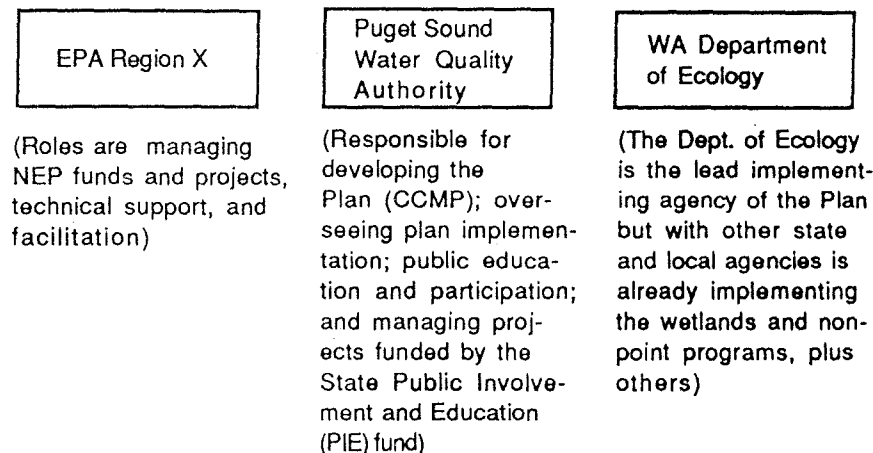 EPA Region X
(Roles are managing
NEP funds and projects,
technical support, and
facilitation)
Puget Sound
Water Quality
Authority
(Responsible for
developing the
Plan (CCMP); over-
seeing plan implemen-
tation; public educa-
tion and participation;
and managing proj-
ects funded by the
State Public Involve-
ment and Education
(PIE) fund)
WA Department
of Ecology
(The Dept. of Ecology
is the lead implement-
ing agency of the Plan
but with other state
and local agencies is
already implementing
the wetlands and non-
point programs, plus
others)